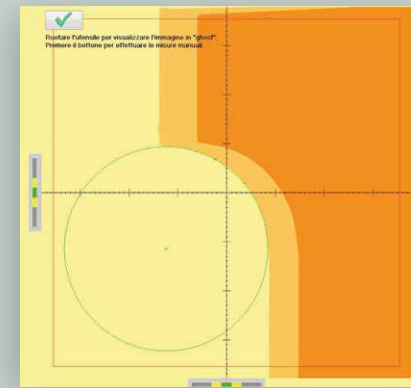 Ruotare l'utensile per visualizzare l'immagine in "ghost".
Premere il bottone per effettuare le misure manuali